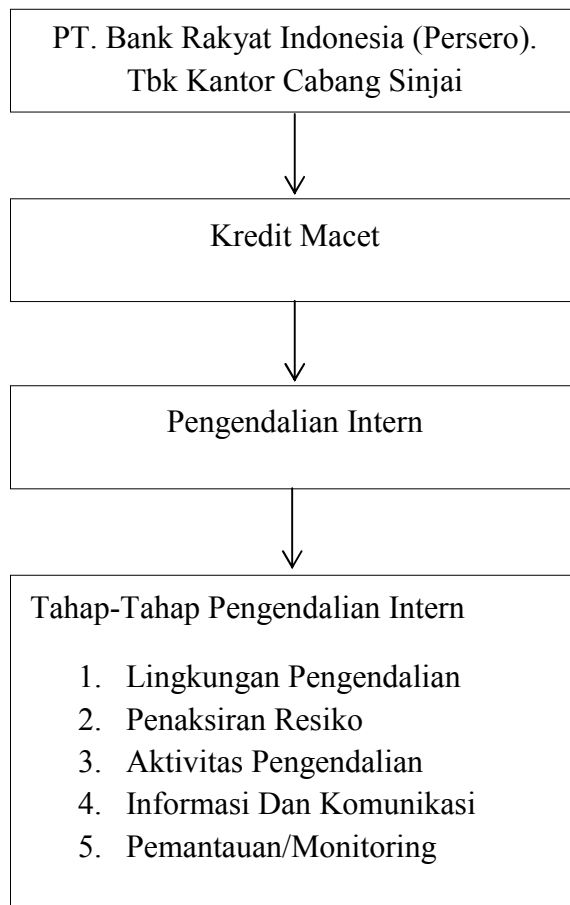 PT. Bank Rakyat Indonesia (Persero).
Tbk Kantor Cabang Sinjai
Kredit Macet
Pengendalian Intern
Tahap-Tahap Pengendalian Intern
1. Lingkungan Pengendalian
2. Penaksiran Resiko
3. Aktivitas Pengendalian
4. Informasi Dan Komunikasi
5. Pemantauan/Monitoring